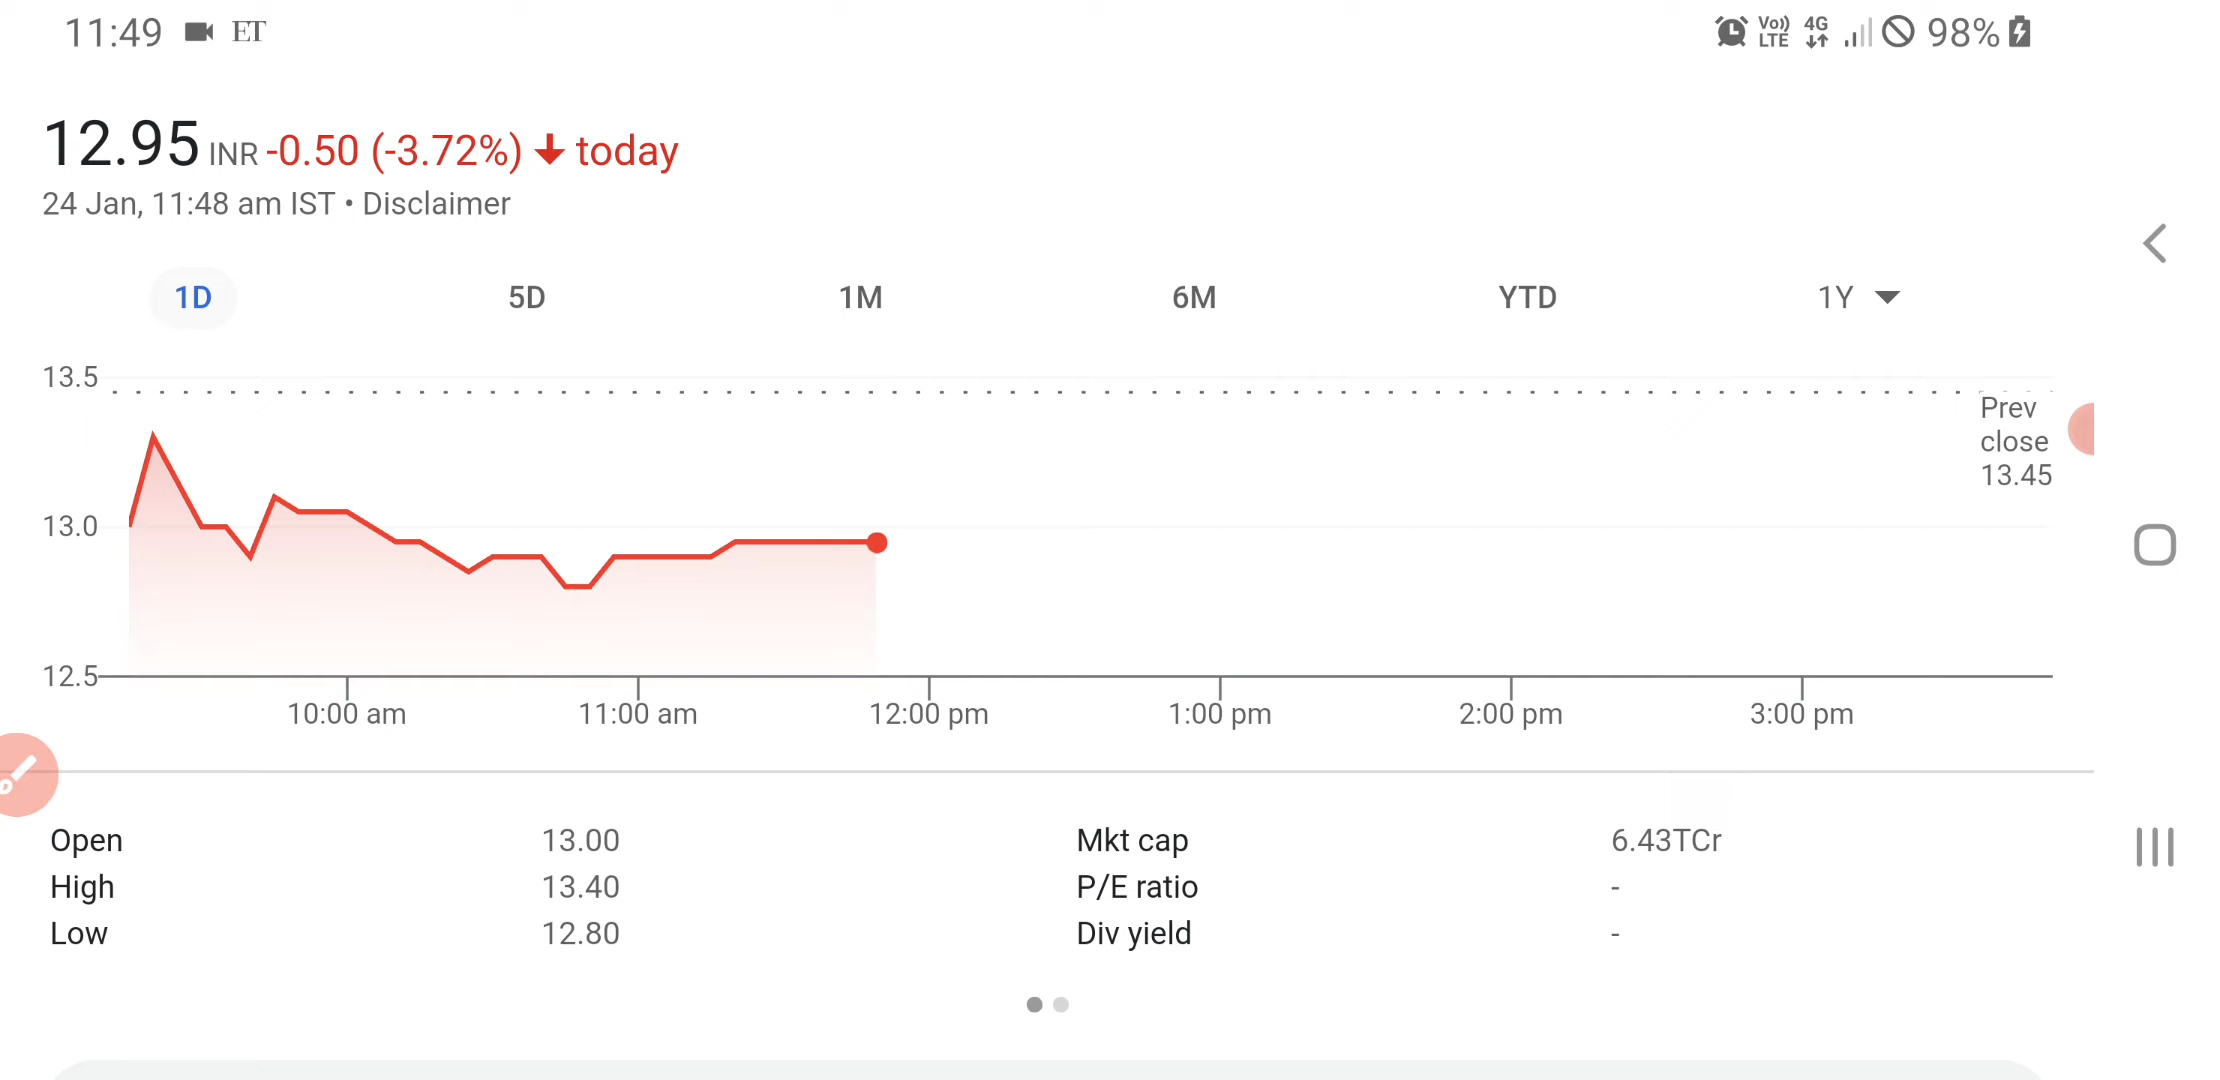 11:49 ET Vo)) LTE 4G 98%
12.95 INR -0.50 (-3.72%) ↓ today
24 Jan, 11:48 am IST • Disclaimer
1D 5D 1M 6M YTD 1Y
13.5
Prev
close
13.45
13.0
12.5
10:00 am 11:00 am 12:00 pm 1:00 pm 2:00 pm 3:00 pm
Open 13.00 Mkt cap 6.43TCr
High 13.40 P/E ratio -
Low 12.80 Div yield -